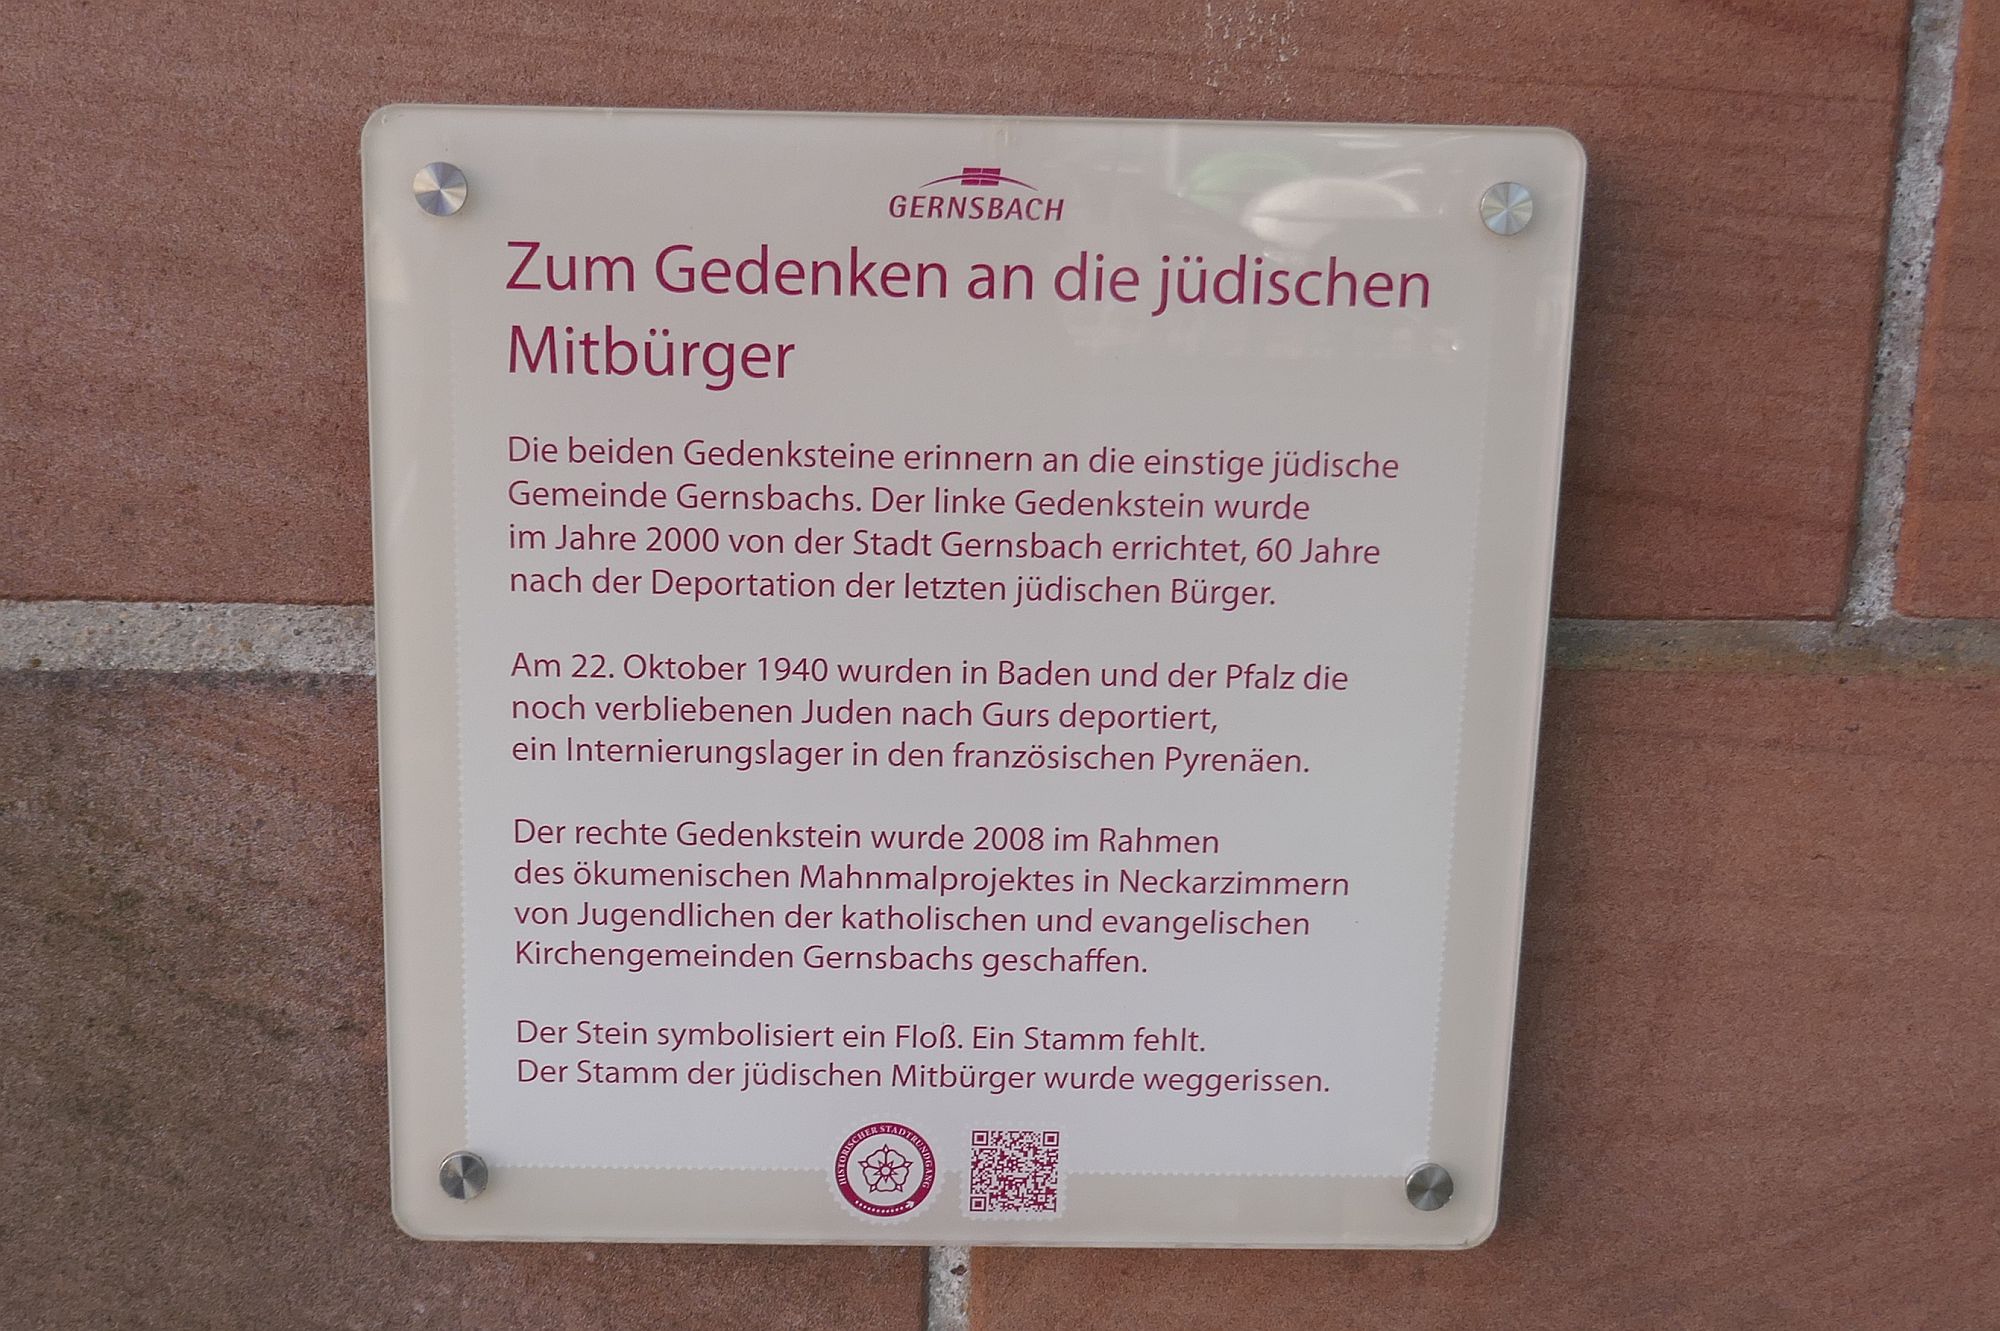 GERNSBACH
Zum Gedenken an die jüdischen
Mitbürger
Die beiden Gedenksteine erinnern an die einstige jüdische
Gemeinde Gernsbachs. Der linke Gedenkstein wurde
im Jahre 2000 von der Stadt Gernsbach errichtet, 60 Jahre
nach der Deportation der letzten jüdischen Bürger.
Am 22. Oktober 1940 wurden in Baden und der Pfalz die
noch verbliebenen Juden nach Gurs deportiert,
ein Internierungslager in den französischen Pyrenäen.
Der rechte Gedenkstein wurde 2008 im Rahmen
des ökumenischen Mahnmalprojektes in Neckarzimmern
von Jugendlichen der katholischen und evangelischen
Kirchengemeinden Gernsbachs geschaffen.
Der Stein symbolisiert ein Floß. Ein Stamm fehlt.
Der Stamm der jüdischen Mitbürger wurde weggerissen.
HISTORISCHER STADTRUNDGANG